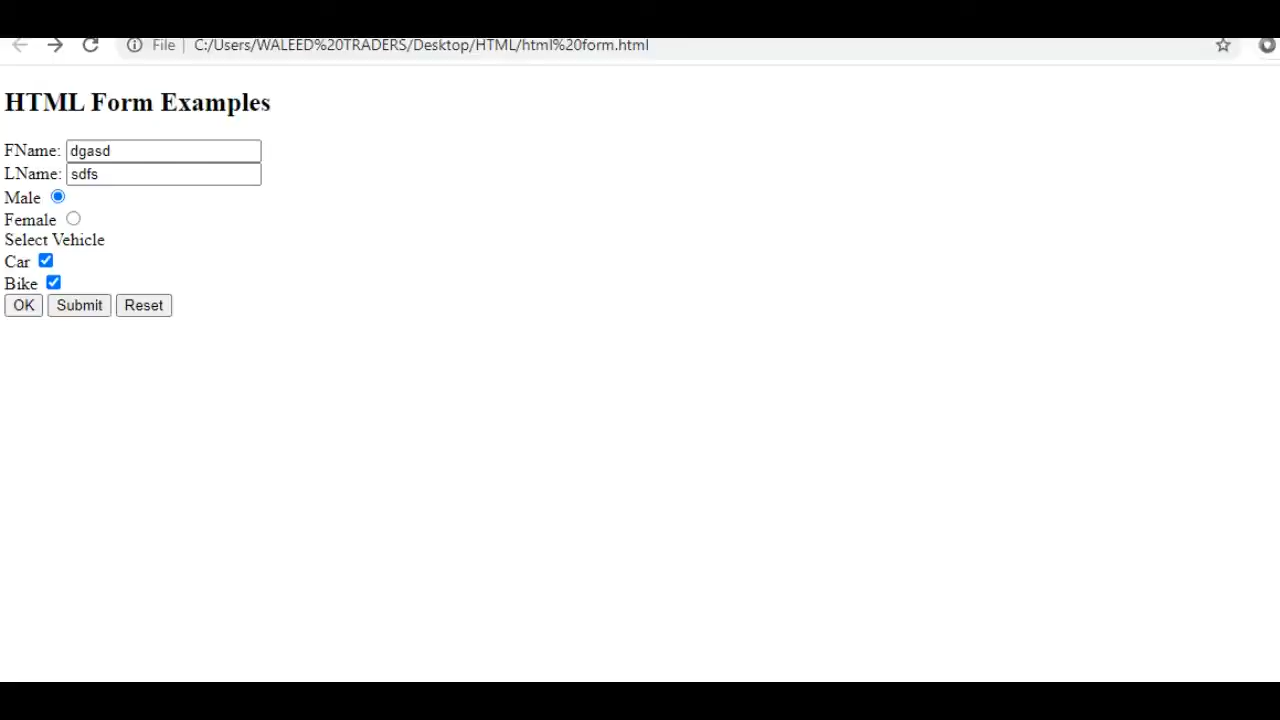 File | C:/Users/WALEED%20TRADERS/Desktop/HTML/html%20form.html
HTML Form Examples
FName: dgasd
LName: sdfs
Male
Female
Select Vehicle
Car
Bike
OK Submit Reset